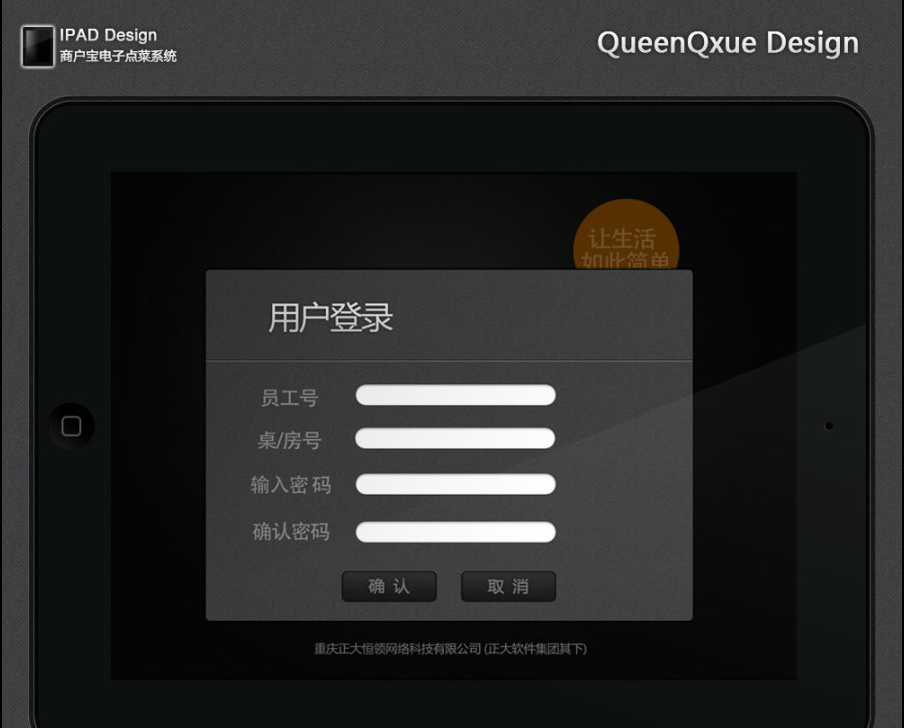 IPAD Design
商户宝电子点菜系统
QueenQxue Design
让生活
如此简单
用户登录
员工号
桌/房号
输入密码
确认密码
确 认
取 消
重庆正大恒领网络科技有限公司 (正大软件集团其下)